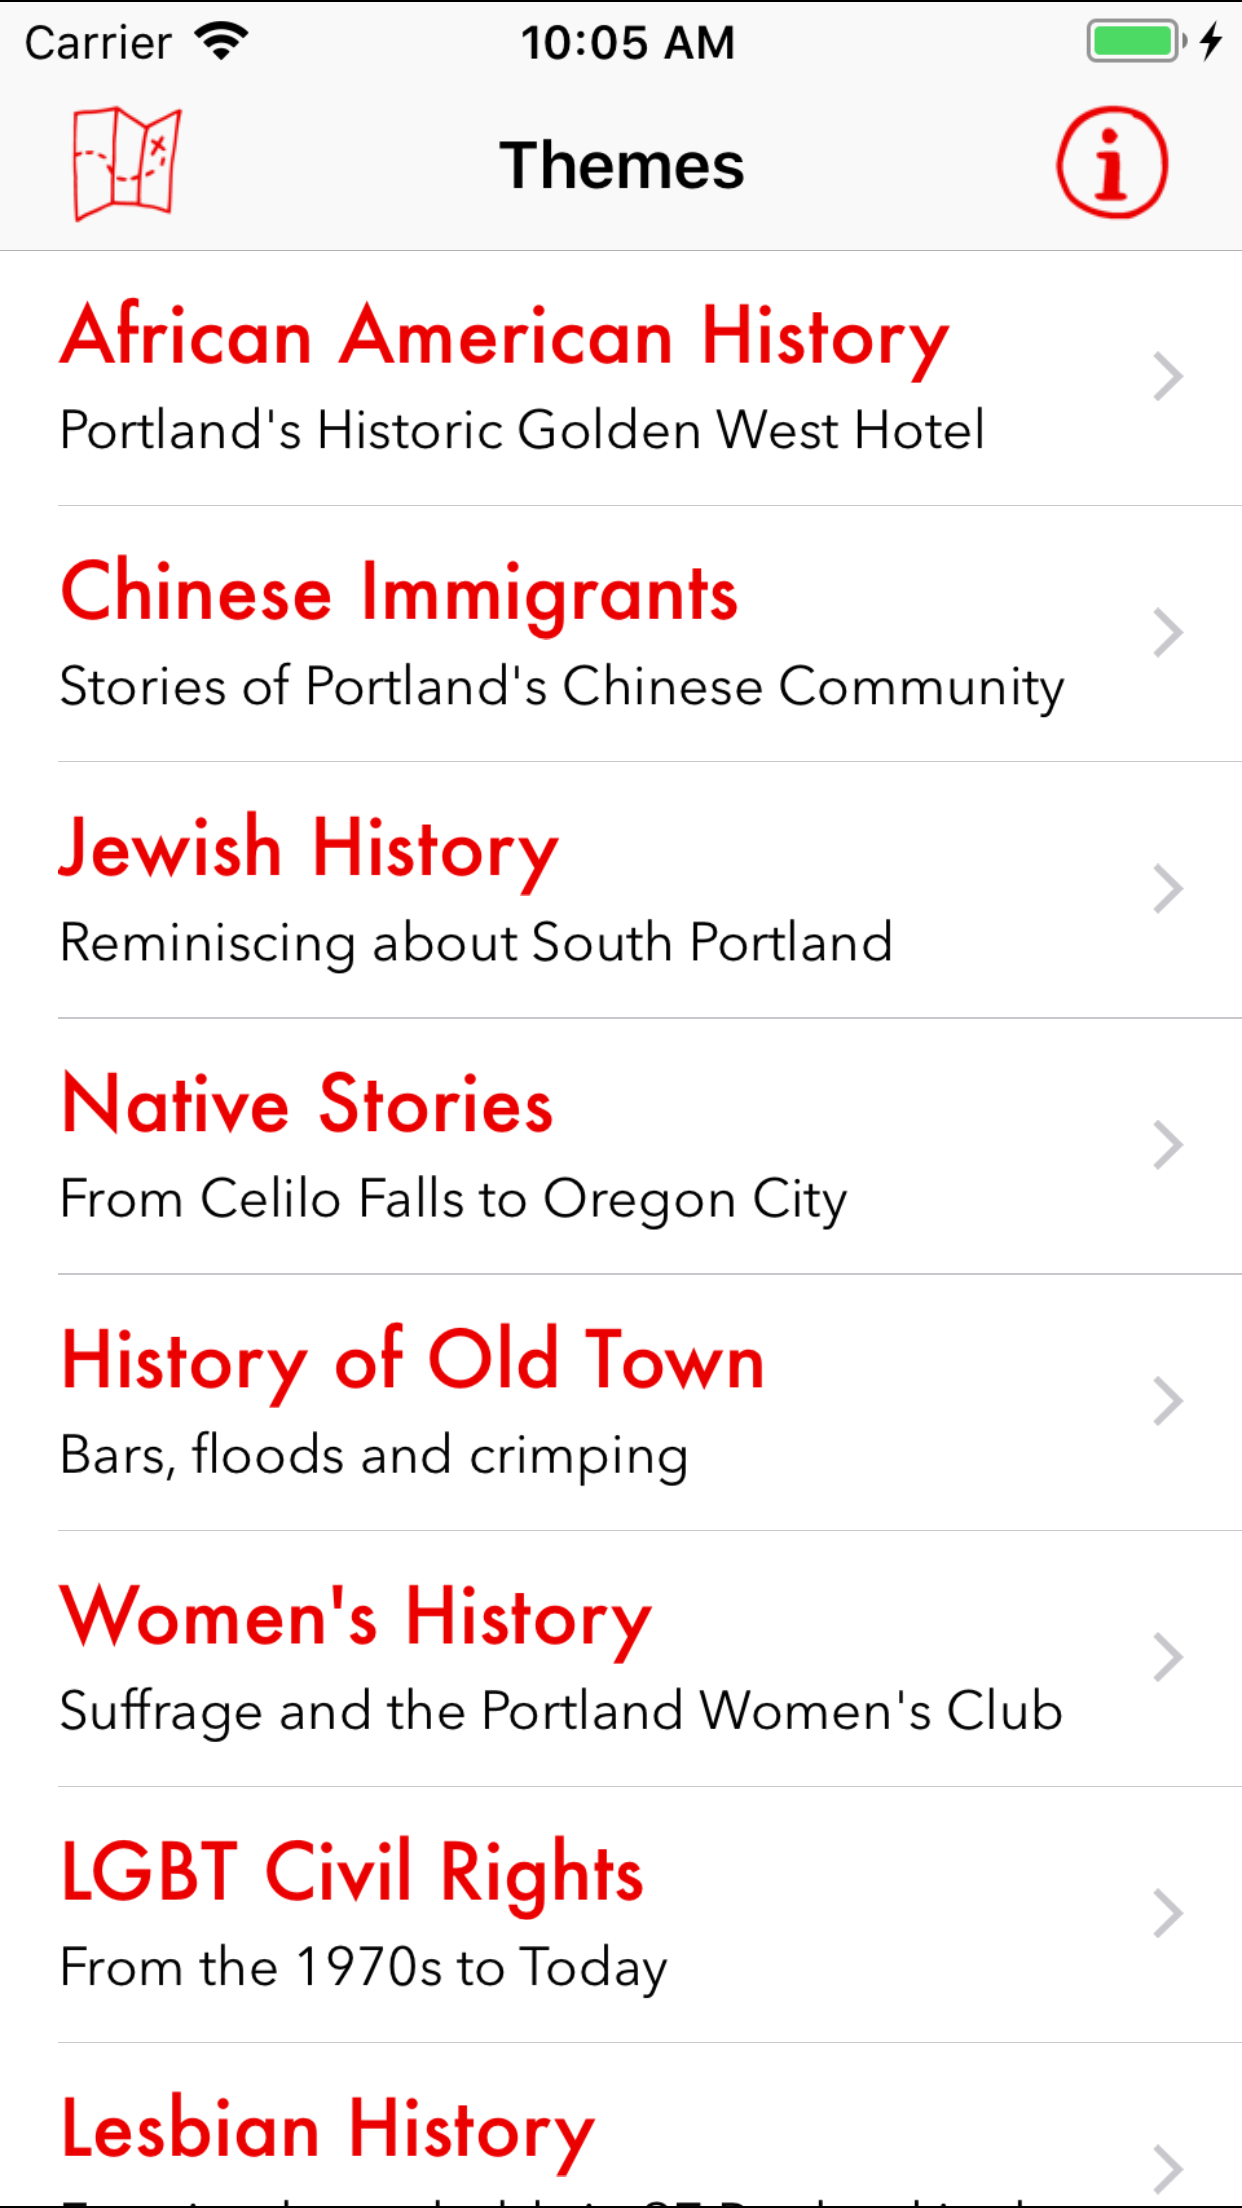 Carrier 10:05 AM
Themes
African American History
Portland's Historic Golden West Hotel
Chinese Immigrants
Stories of Portland's Chinese Community
Jewish History
Reminiscing about South Portland
Native Stories
From Celilo Falls to Oregon City
History of Old Town
Bars, floods and crimping
Women's History
Suffrage and the Portland Women's Club
LGBT Civil Rights
From the 1970s to Today
Lesbian History